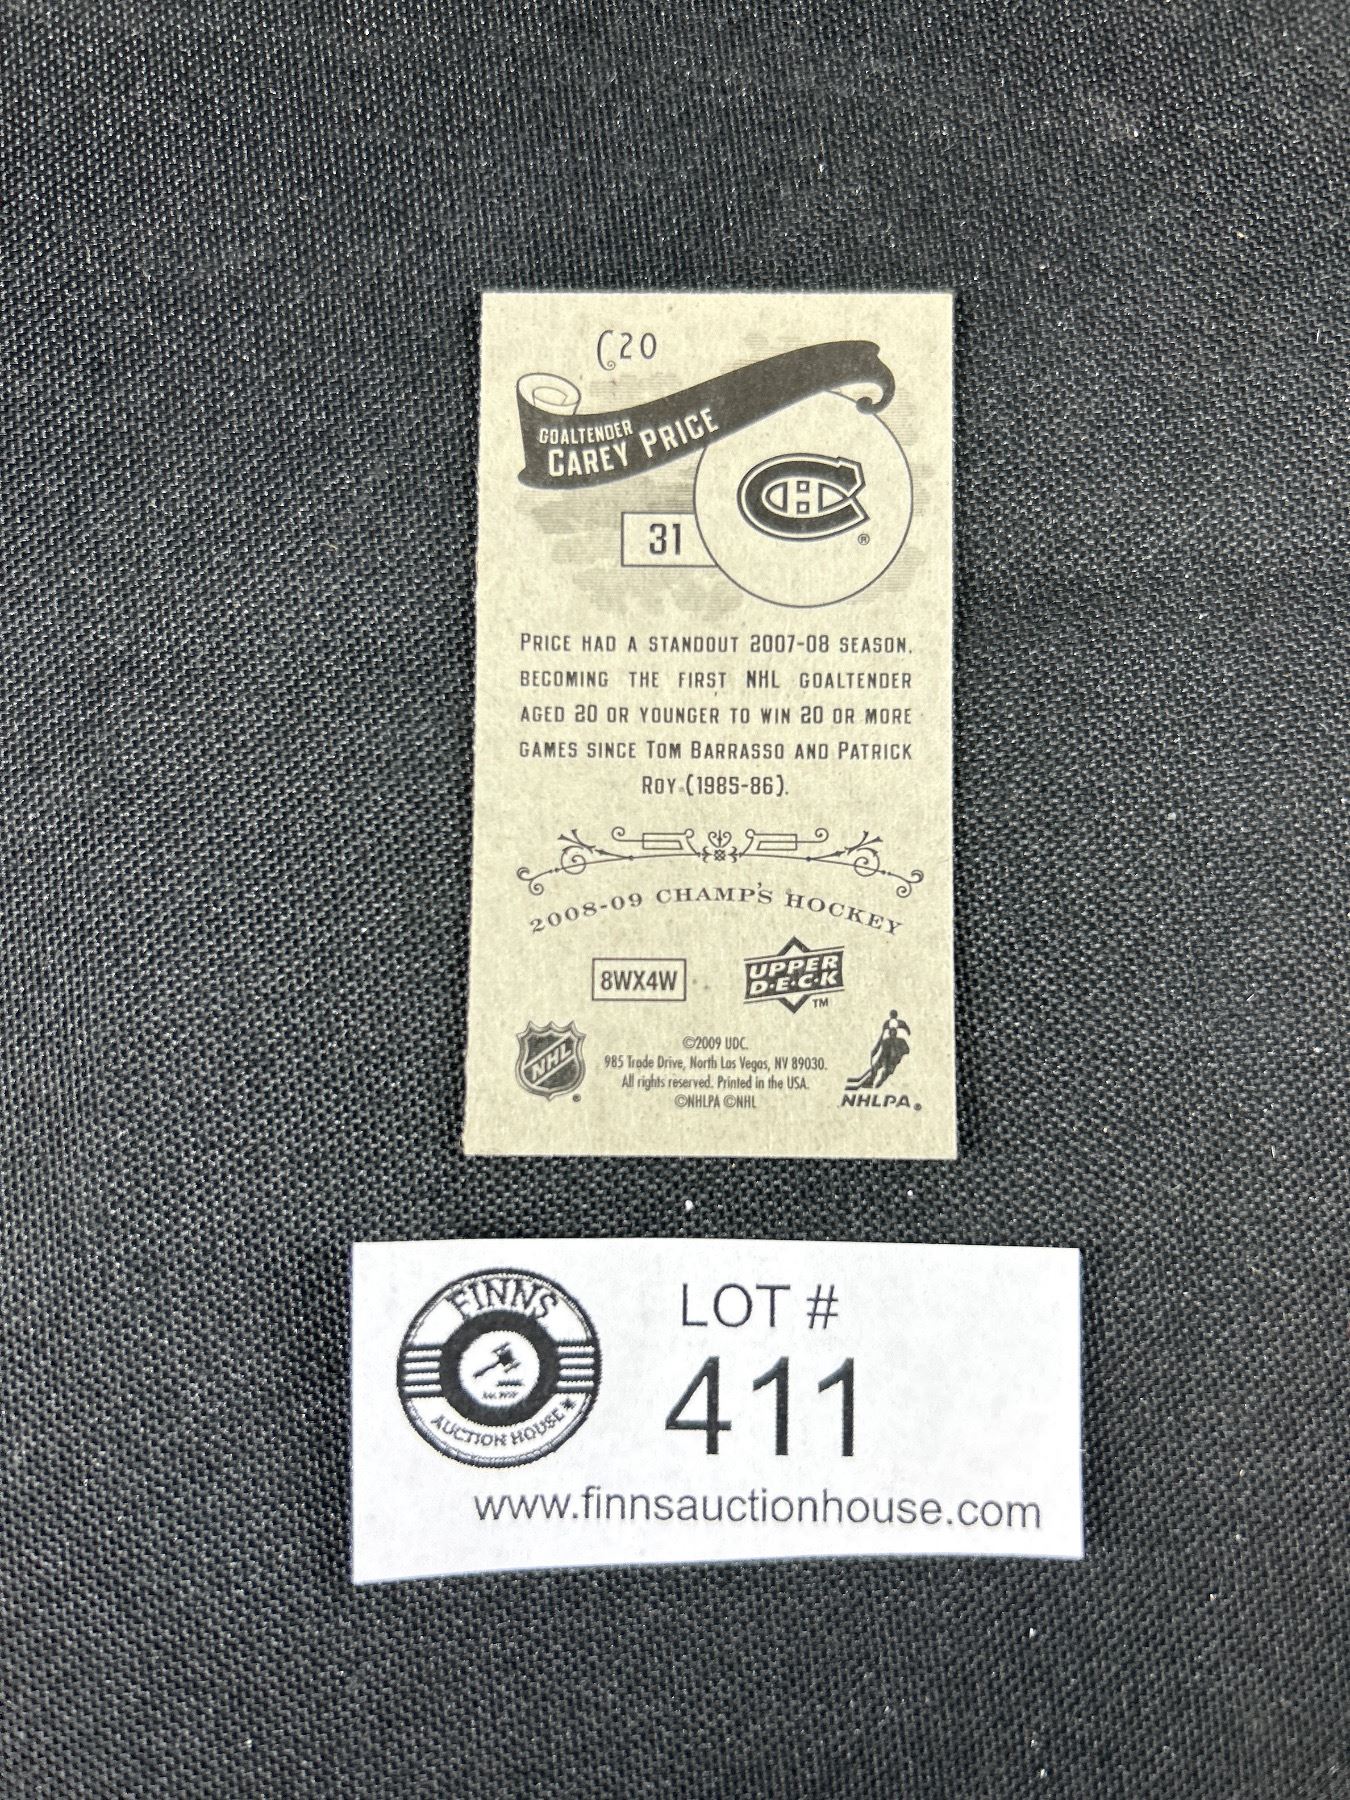 C20
GOALTENDER
CAREY PRICE
31
®
PRICE HAD A STANDOUT 2007-08 SEASON,
BECOMING THE FIRST NHL GOALTENDER
AGED 20 OR YOUNGER TO WIN 20 OR MORE
GAMES SINCE TOM BARRASSO AND PATRICK
ROY (1985-86).
2008-09 CHAMP'S HOCKEY
8WX4W
UPPER
D·E·C·K
TM
NHL
®
©2009 UDC.
985 Trade Drive, North Las Vegas, NV 89030.
All rights reserved. Printed in the USA.
©NHLPA ©NHL
NHLPA®
FINNS
AUCTION HOUSE
LOT #
411
www.finnsauctionhouse.com